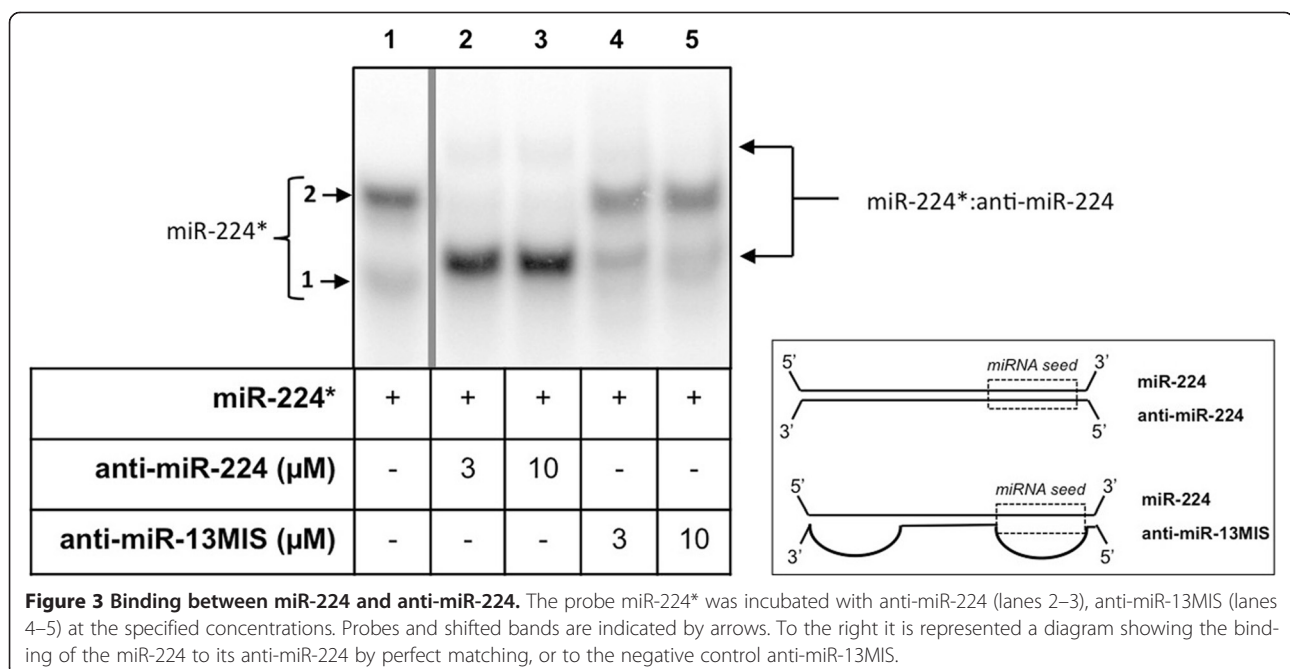 1 2 3 4 5
miR-224*
2
1
miR-224*:anti-miR-224
miR-224* + + + + +
anti-miR-224 (µM) - 3 10 - -
anti-miR-13MIS (µM) - - - 3 10
5’ miRNA seed 3’ miR-224
3’ 5’ anti-miR-224
5’ miRNA seed 3’ miR-224
3’ 5’ anti-miR-13MIS
Figure 3 Binding between miR-224 and anti-miR-224. The probe miR-224* was incubated with anti-miR-224 (lanes 2–3), anti-miR-13MIS (lanes
4–5) at the specified concentrations. Probes and shifted bands are indicated by arrows. To the right it is represented a diagram showing the bind-
ing of the miR-224 to its anti-miR-224 by perfect matching, or to the negative control anti-miR-13MIS.